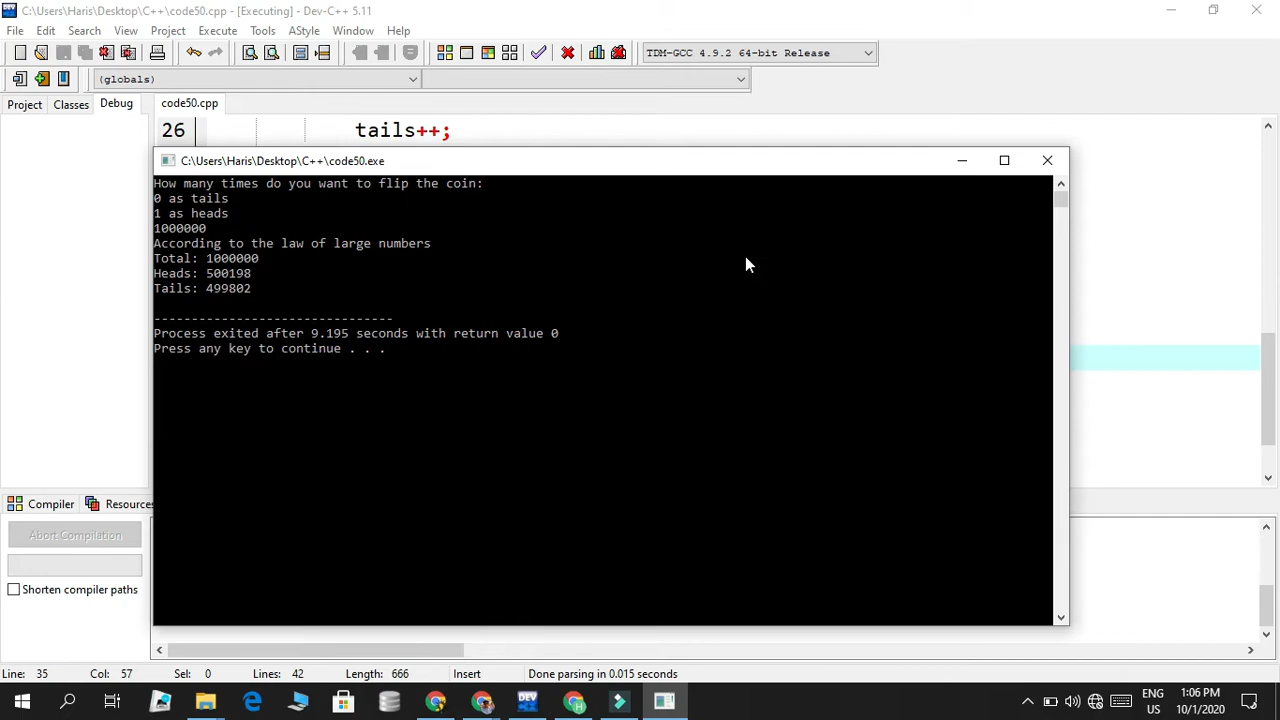 C:\Users\Haris\Desktop\C++\code50.cpp - [Executing] - Dev-C++ 5.11
File Edit Search View Project Execute Tools AStyle Window Help
TDM-GCC 4.9.2 64-bit Release
(globals)
Project Classes Debug code50.cpp
26 tails++;
C:\Users\Haris\Desktop\C++\code50.exe
How many times do you want to flip the coin:
0 as tails
1 as heads
1000000
According to the law of large numbers
Total: 1000000
Heads: 500198
Tails: 499802
--------------------------------
Process exited after 9.195 seconds with return value 0
Press any key to continue . . .
Compiler Resources
Abort Compilation
Shorten compiler paths
Line: 35 Col: 57 Sel: 0 Lines: 42 Length: 666 Insert Done parsing in 0.015 seconds
DEV
ENG 1:06 PM
US 10/1/2020